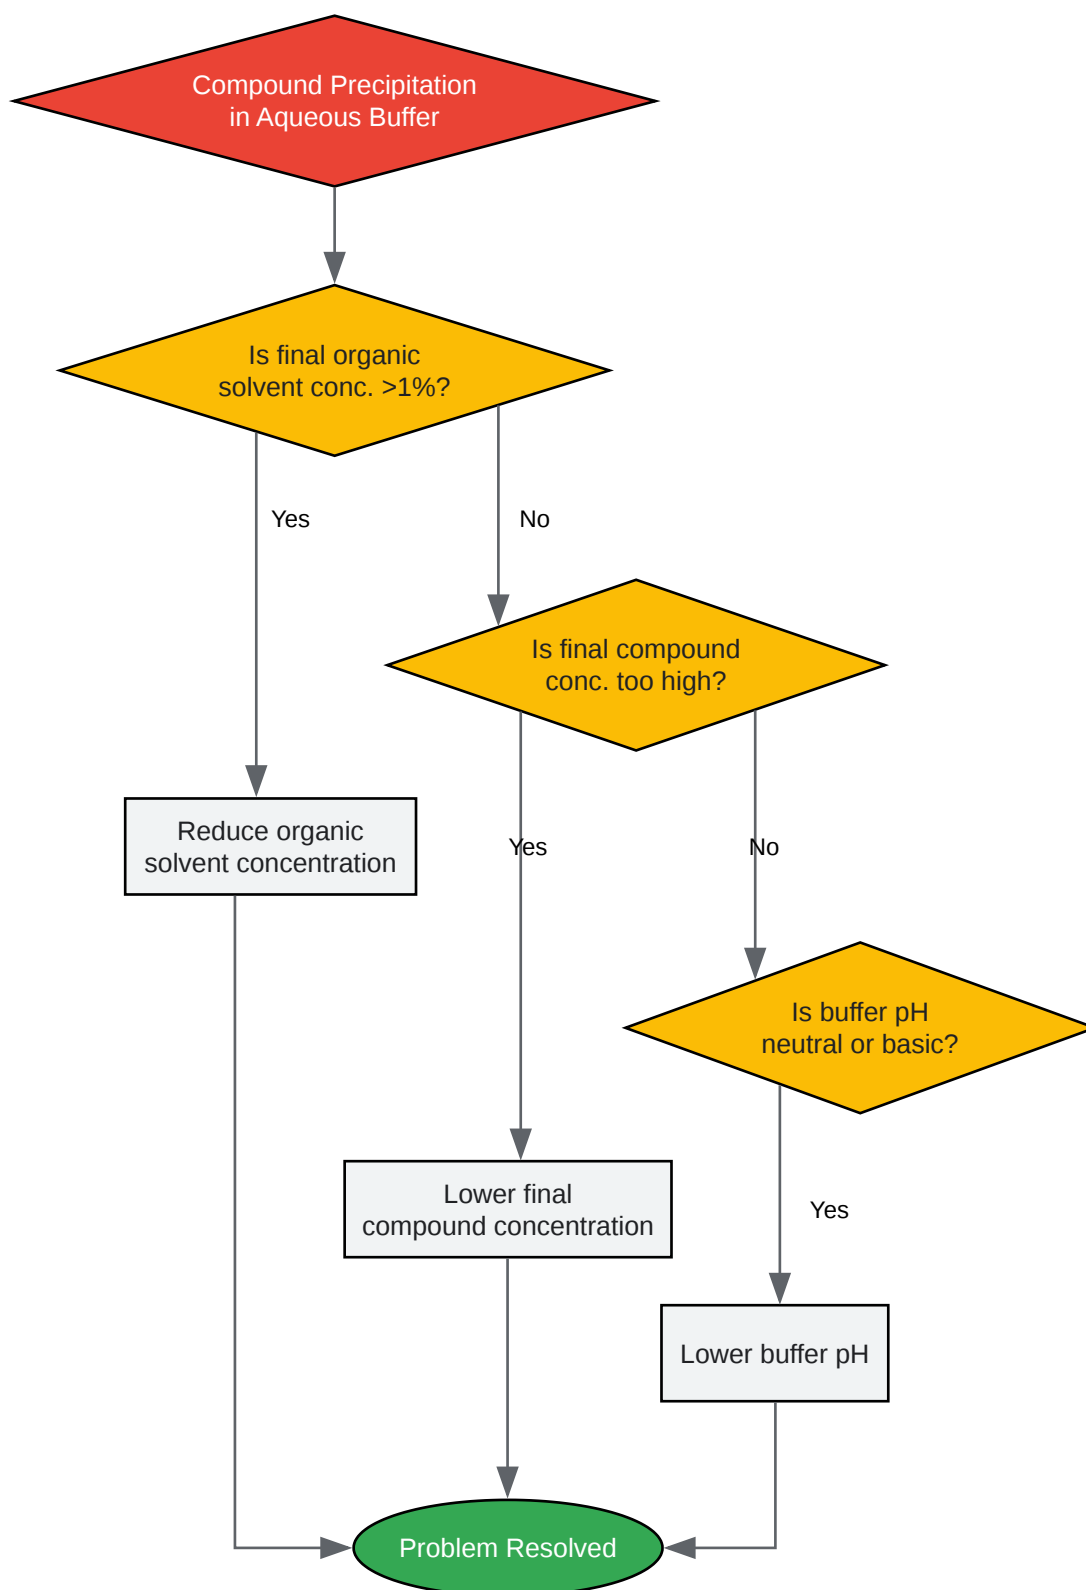 Compound Precipitation
in Aqueous Buffer
Is final organic
solvent conc. >1%?
Yes
No
Is final compound
conc. too high?
Reduce organic
solvent concentration
Yes
No
Is buffer pH
neutral or basic?
Lower final
compound concentration
Yes
Lower buffer pH
Problem Resolved